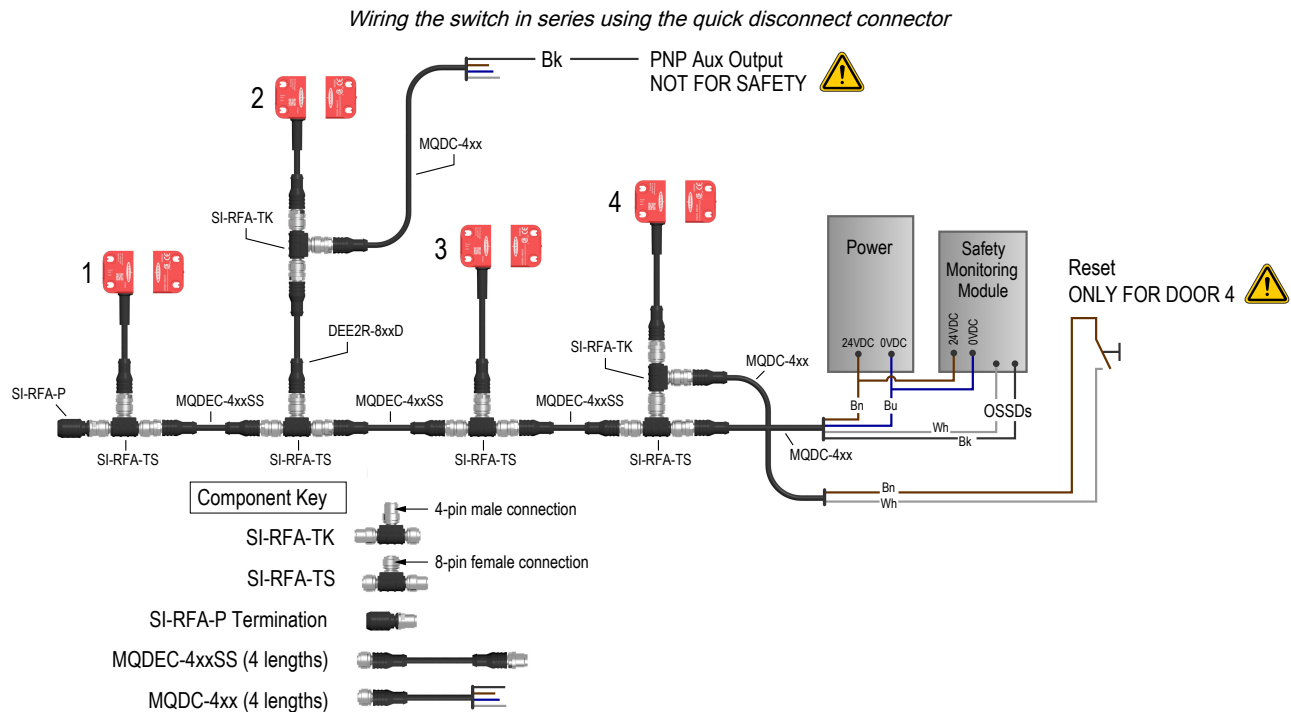 Wiring the switch in series using the quick disconnect connector
Bk
PNP Aux Output
NOT FOR SAFETY
2
MQDC-4xx
4
SI-RFA-TK
3
1
Power
Safety
Monitoring
Module
Reset
ONLY FOR DOOR 4
24VDC
0VDC
24VDC
0VDC
DEE2R-8xxD
SI-RFA-TK
MQDC-4xx
SI-RFA-P
MQDEC-4xxSS
MQDEC-4xxSS
MQDEC-4xxSS
Bn
Bu
OSSDs
Wh
Bk
MQDC-4xx
SI-RFA-TS
SI-RFA-TS
SI-RFA-TS
SI-RFA-TS
Bn
Wh
Component Key
4-pin male connection
SI-RFA-TK
8-pin female connection
SI-RFA-TS
SI-RFA-P Termination
MQDEC-4xxSS (4 lengths)
MQDC-4xx (4 lengths)